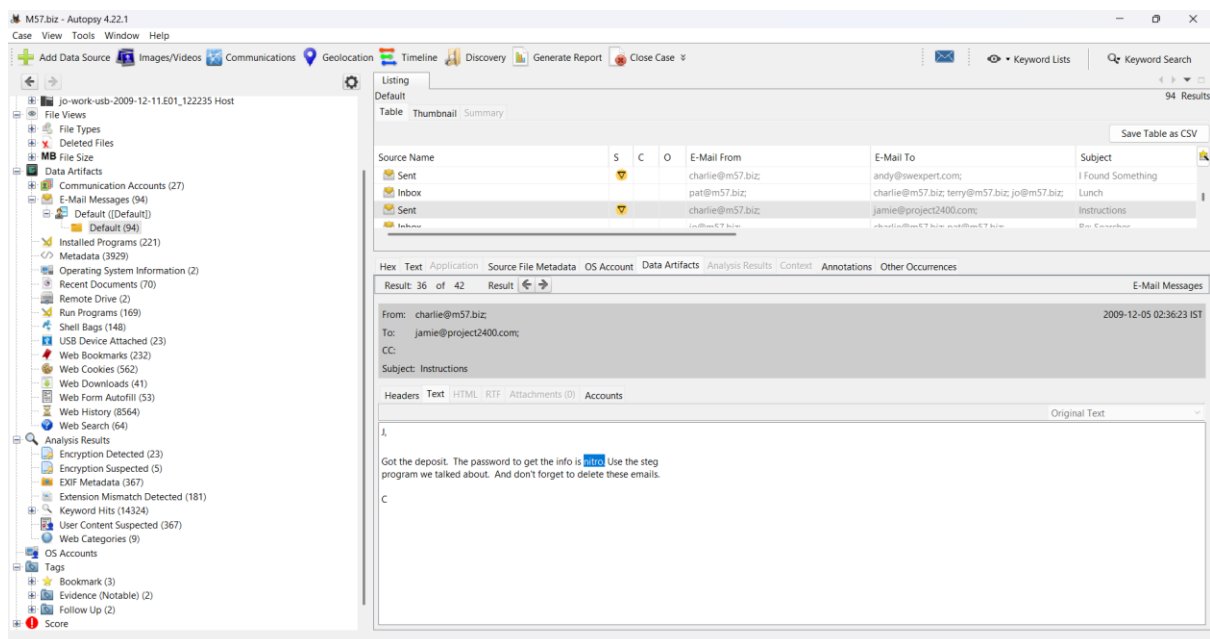 M57.biz - Autopsy 4.22.1
Case View Tools Window Help
Add Data Source Images/Videos Communications Geolocation Timeline Discovery Generate Report Close Case Keyword Lists Keyword Search
jo-work-usb-2009-12-11.E01_122235 Host
File Views
File Types
Deleted Files
MB File Size
Data Artifacts
Communication Accounts (27)
E-Mail Messages (94)
Default ([Default])
Default (94)
Installed Programs (221)
Metadata (3929)
Operating System Information (2)
Recent Documents (70)
Remote Drive (2)
Run Programs (169)
Shell Bags (148)
USB Device Attached (23)
Web Bookmarks (232)
Web Cookies (562)
Web Downloads (41)
Web Form Autofill (53)
Web History (8564)
Web Search (64)
Analysis Results
Encryption Detected (23)
Encryption Suspected (5)
EXIF Metadata (367)
Extension Mismatch Detected (181)
Keyword Hits (14324)
User Content Suspected (367)
Web Categories (9)
OS Accounts
Tags
Bookmark (3)
Evidence (Notable) (2)
Follow Up (2)
Score
Listing
Default 94 Results
Table Thumbnail Summary
Save Table as CSV
Source Name S C O E-Mail From E-Mail To Subject
Sent charlie@m57.biz; andy@swexpert.com; I Found Something
Inbox pat@m57.biz; charlie@m57.biz; terry@m57.biz; jo@m57.biz; Lunch
Sent charlie@m57.biz; jamie@project2400.com; Instructions
Inbox jo@m57.biz; charlie@m57.biz; pat@m57.biz; Re: Searches
Hex Text Application Source File Metadata OS Account Data Artifacts Analysis Results Context Annotations Other Occurrences
Result: 36 of 42 Result E-Mail Messages
From: charlie@m57.biz; 2009-12-05 02:36:23 IST
To: jamie@project2400.com;
CC:
Subject: Instructions
Headers Text HTML RTF Attachments (0) Accounts
Original Text
J,
Got the deposit. The password to get the info is nitro. Use the steg
program we talked about. And don't forget to delete these emails.
C